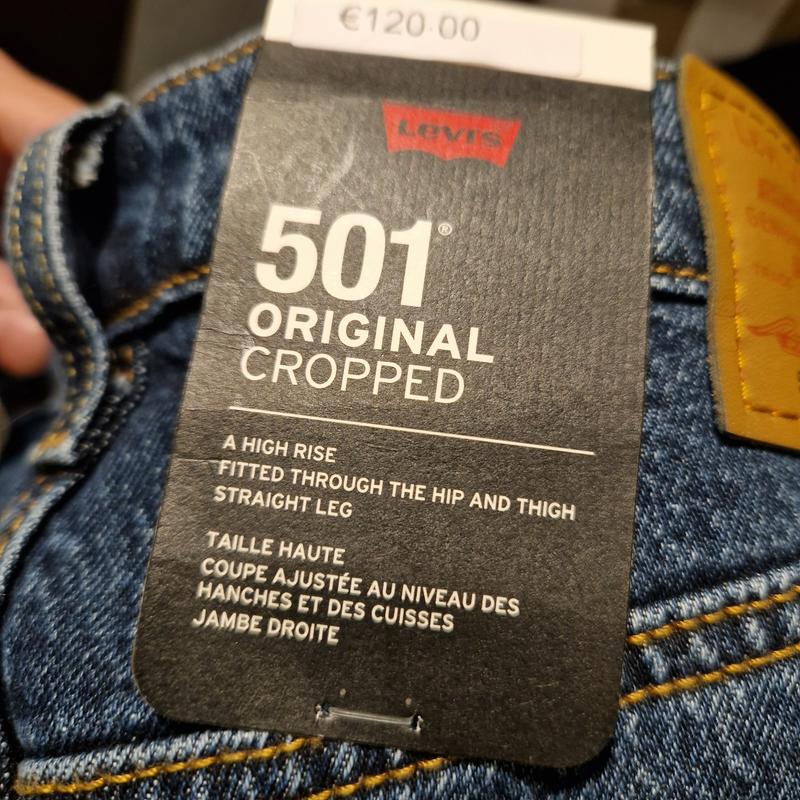 €120.00
Levi's
501®
ORIGINAL
CROPPED
A HIGH RISE
FITTED THROUGH THE HIP AND THIGH
STRAIGHT LEG
TAILLE HAUTE
COUPE AJUSTÉE AU NIVEAU DES
HANCHES ET DES CUISSES
JAMBE DROITE